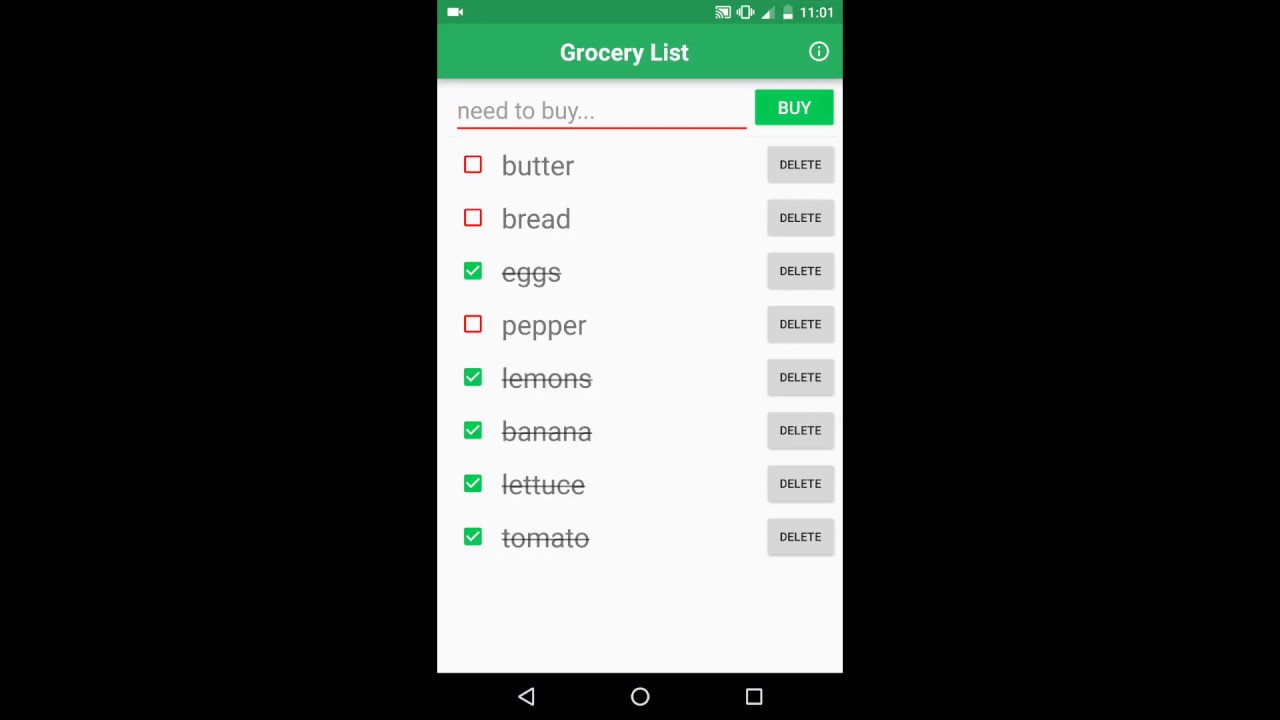 11:01
Grocery List
need to buy... BUY
butter DELETE
bread DELETE
eggs DELETE
pepper DELETE
lemons DELETE
banana DELETE
lettuce DELETE
tomato DELETE